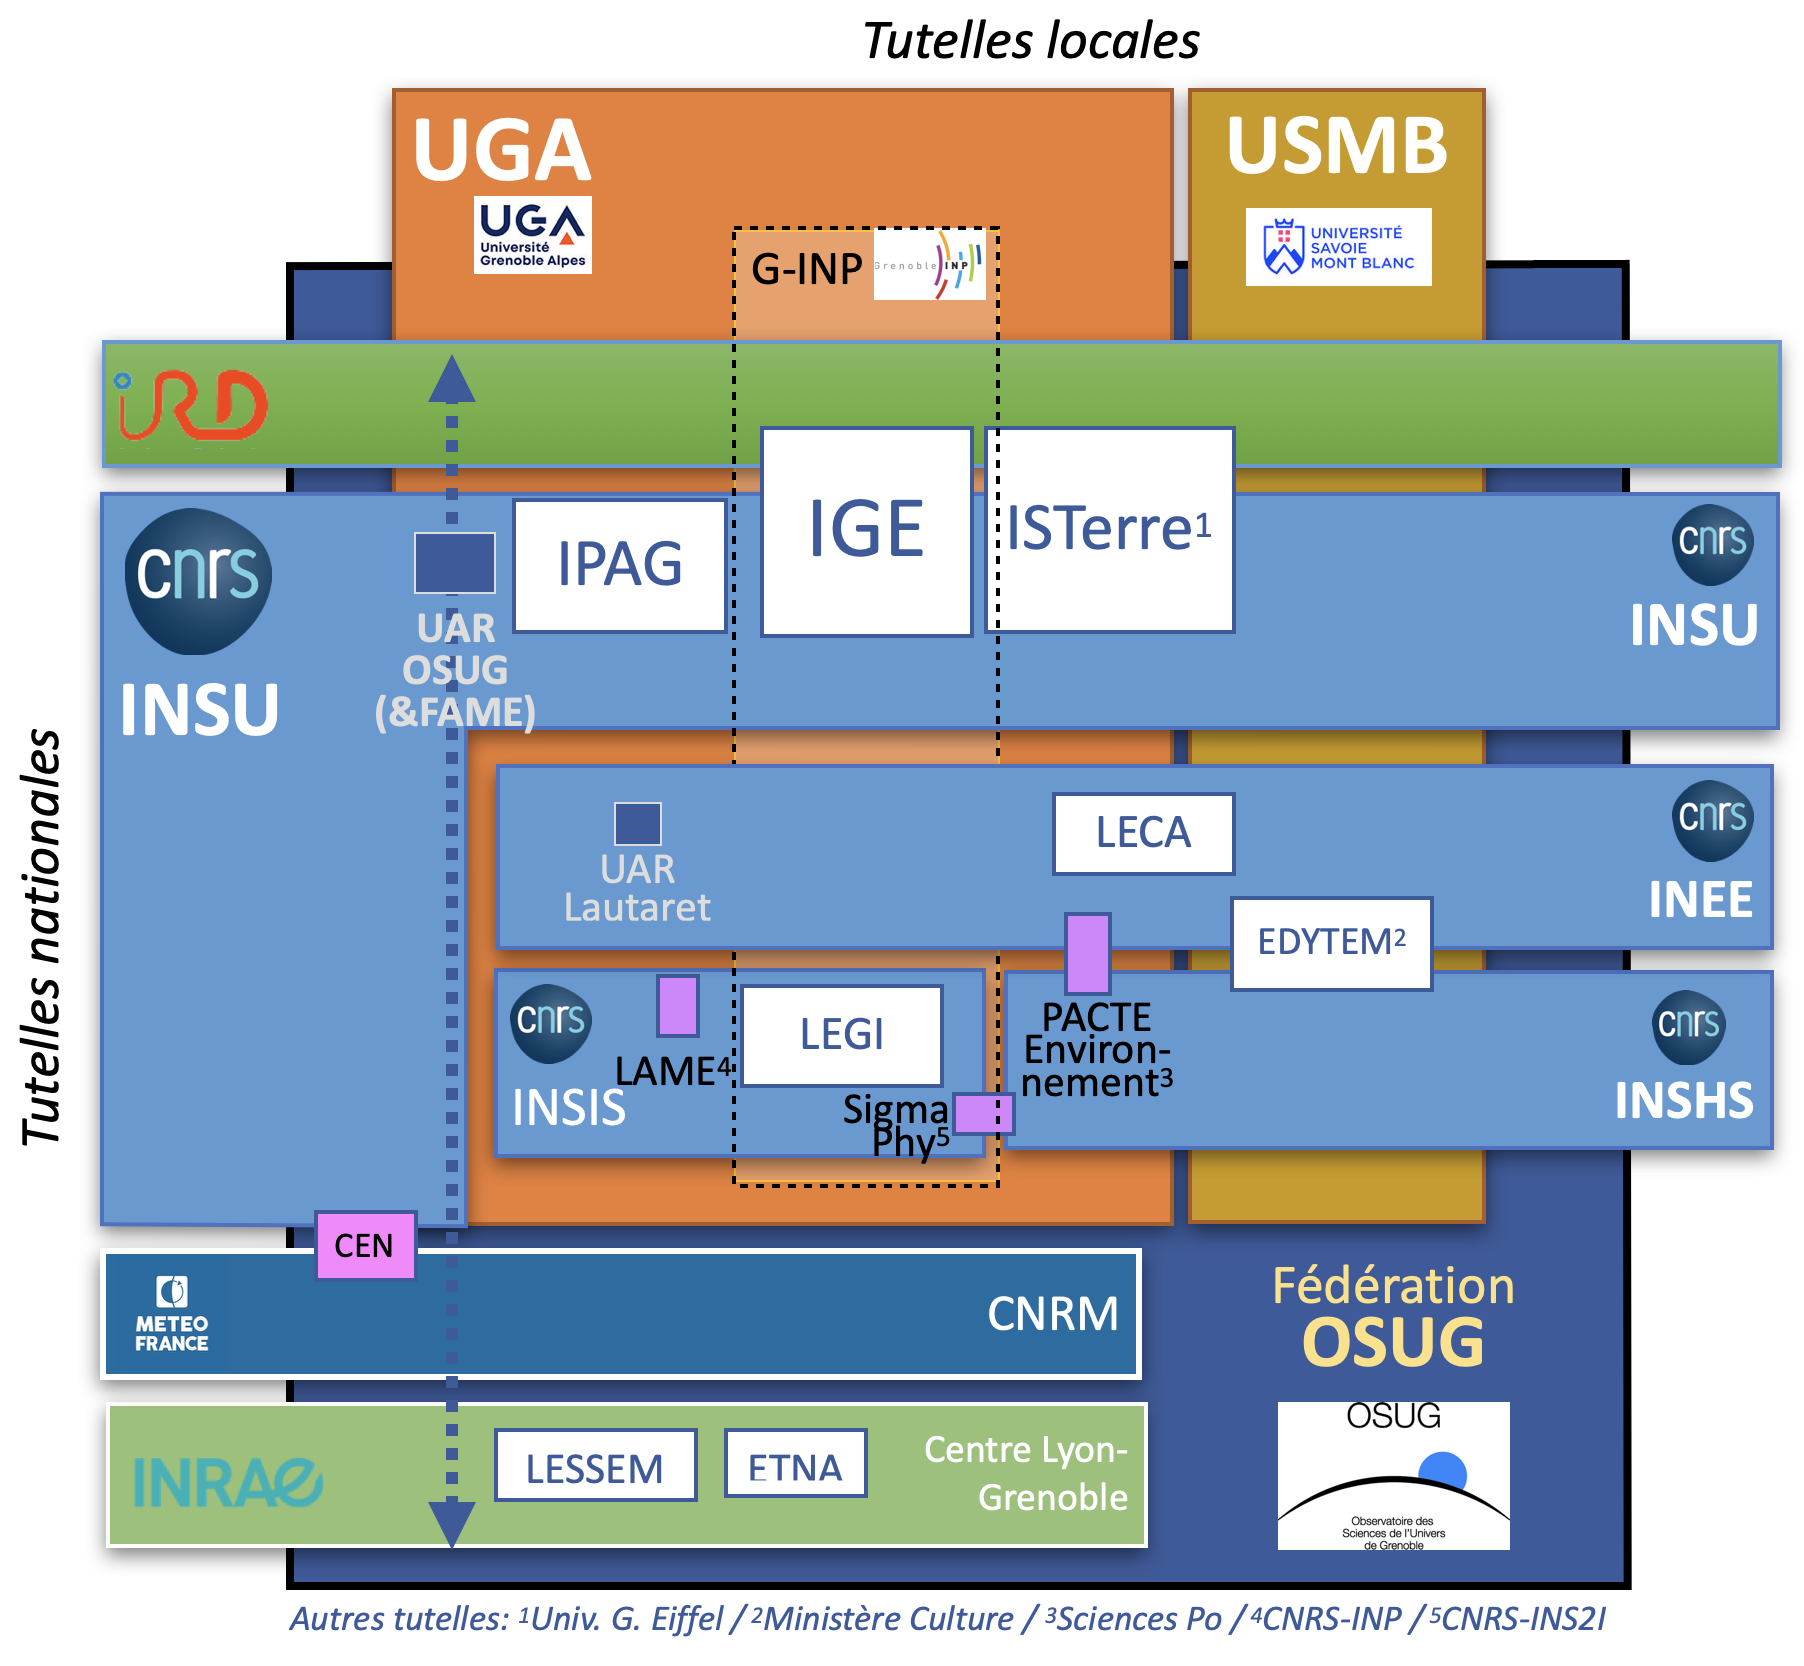 Tutelles locales
UGA
UGA
Université
Grenoble Alpes
USMB
UNIVERSITÉ
SAVOIE
MONT BLANC
G-INP
Grenoble INP
iRD
cnrs
INSU
UAR
OSUG
(&FAME)
IPAG
IGE
ISTerre¹
cnrs
INSU
Tutelles nationales
UAR
Lautaret
LECA
cnrs
INEE
EDYTEM²
cnrs
INSIS
LAME⁴
LEGI
Sigma
Phy⁵
PACTE
Environ-
nement³
cnrs
INSHS
CEN
METEO
FRANCE
CNRM
Fédération
OSUG
INRAE
LESSEM
ETNA
Centre Lyon-
Grenoble
OSUG
Observatoire des
Sciences de l'Univers
de Grenoble
Autres tutelles: ¹Univ. G. Eiffel / ²Ministère Culture / ³Sciences Po / ⁴CNRS-INP / ⁵CNRS-INS2I